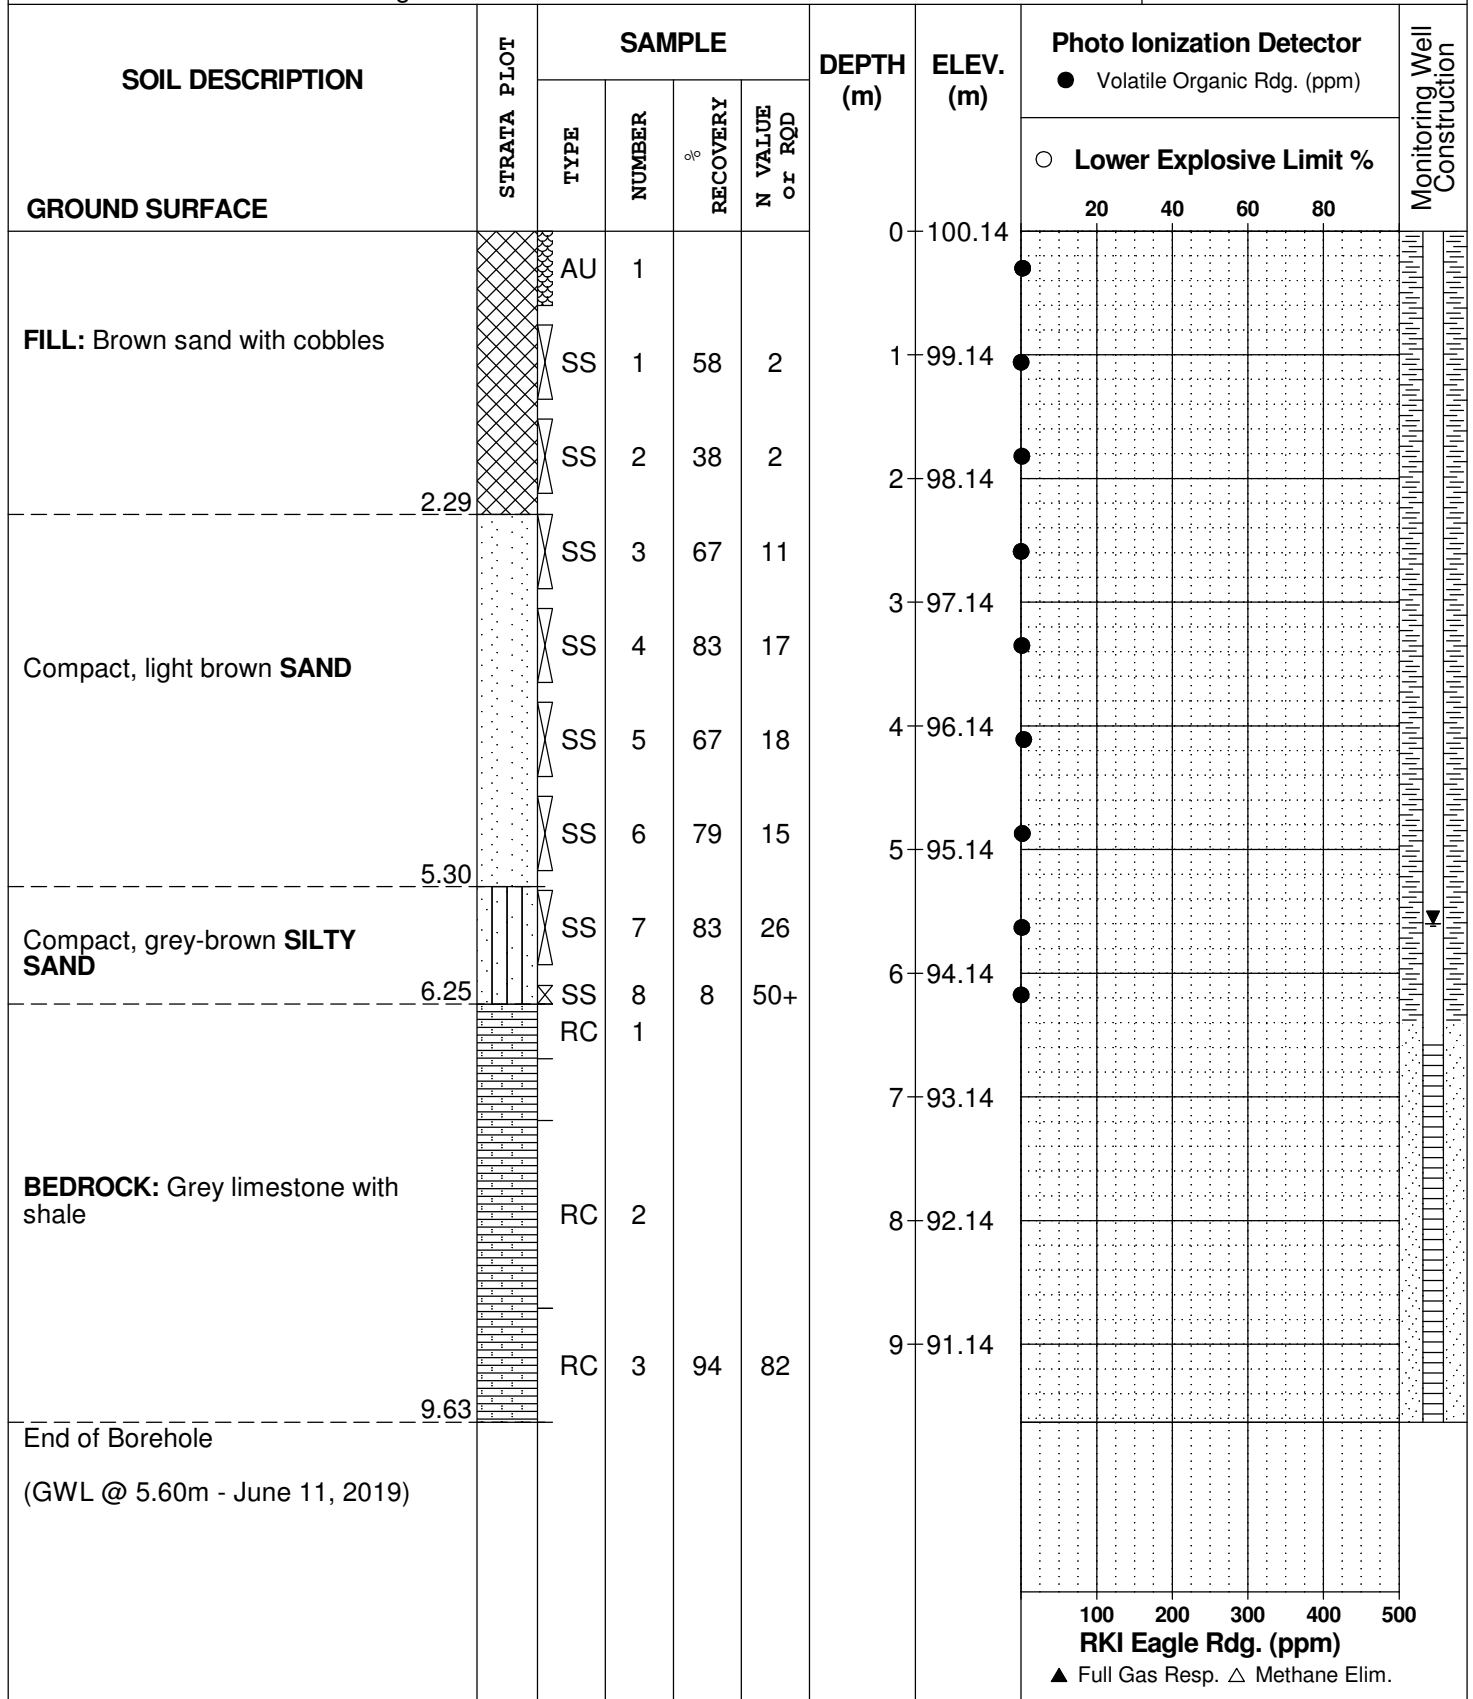 SOIL DESCRIPTION
GROUND SURFACE
STRATA PLOT
SAMPLE
TYPE
NUMBER
%
RECOVERY
N VALUE
or RQD
DEPTH
(m)
ELEV.
(m)
Photo Ionization Detector
● Volatile Organic Rdg. (ppm)
○ Lower Explosive Limit %
20 40 60 80
Monitoring Well
Construction
0 100.14
AU 1
FILL: Brown sand with cobbles
SS 1 58 2
1 99.14
SS 2 38 2
2 98.14
2.29
SS 3 67 11
3 97.14
SS 4 83 17
Compact, light brown SAND
4 96.14
SS 5 67 18
SS 6 79 15
5 95.14
5.30
SS 7 83 26
Compact, grey-brown SILTY
SAND
6 94.14
6.25
SS 8 8 50+
RC 1
7 93.14
BEDROCK: Grey limestone with
shale
RC 2
8 92.14
9 91.14
RC 3 94 82
9.63
End of Borehole
(GWL @ 5.60m - June 11, 2019)
100 200 300 400 500
RKI Eagle Rdg. (ppm)
▲ Full Gas Resp. △ Methane Elim.